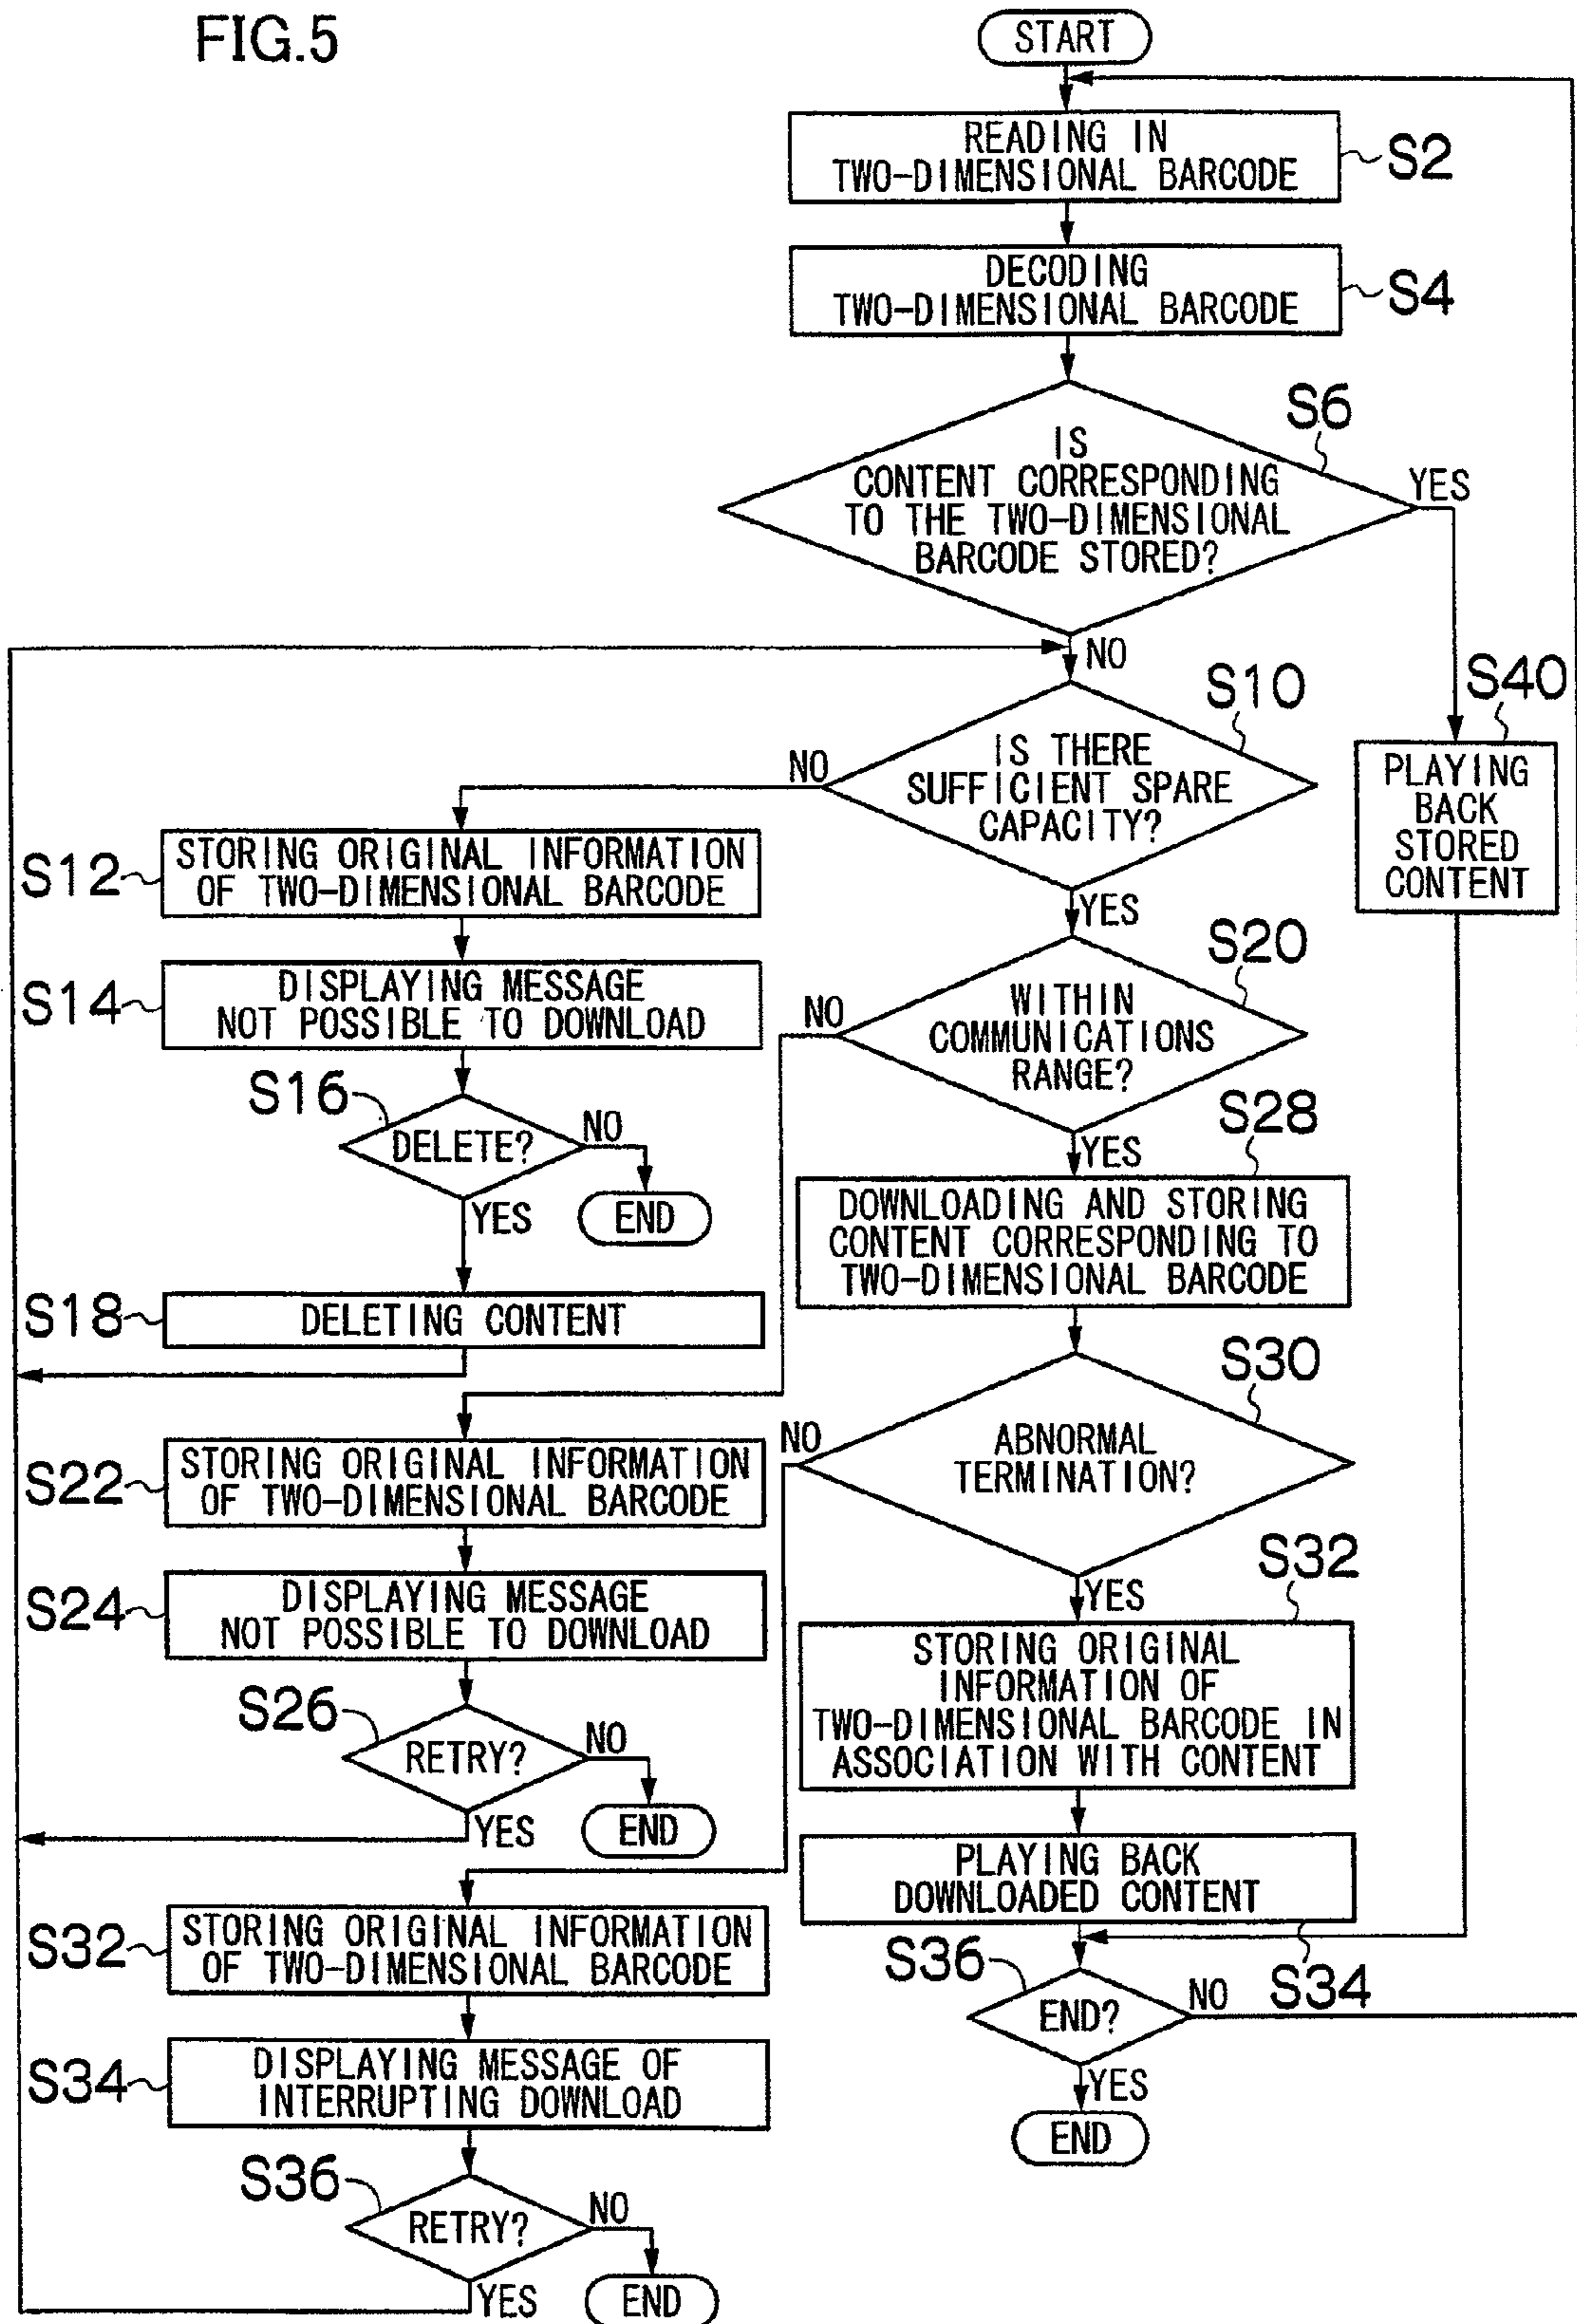 FIG.5
START
READING IN
TWO-DIMENSIONAL BARCODE
S2
DECODING
TWO-DIMENSIONAL BARCODE
S4
S6
IS
CONTENT CORRESPONDING
TO THE TWO-DIMENSIONAL
BARCODE STORED?
YES
NO
S10
S40
IS THERE
SUFFICIENT SPARE
CAPACITY?
NO
YES
PLAYING
BACK
STORED
CONTENT
S12
STORING ORIGINAL INFORMATION
OF TWO-DIMENSIONAL BARCODE
S14
DISPLAYING MESSAGE
NOT POSSIBLE TO DOWNLOAD
S16
DELETE?
NO
END
YES
S18
DELETING CONTENT
S20
WITHIN
COMMUNICATIONS
RANGE?
NO
YES
S28
DOWNLOADING AND STORING
CONTENT CORRESPONDING TO
TWO-DIMENSIONAL BARCODE
S30
ABNORMAL
TERMINATION?
NO
YES
S22
STORING ORIGINAL INFORMATION
OF TWO-DIMENSIONAL BARCODE
S24
DISPLAYING MESSAGE
NOT POSSIBLE TO DOWNLOAD
S26
RETRY?
NO
END
YES
S32
STORING ORIGINAL
INFORMATION OF
TWO-DIMENSIONAL BARCODE IN
ASSOCIATION WITH CONTENT
PLAYING BACK
DOWNLOADED CONTENT
S34
S36
END?
NO
YES
END
S32
STORING ORIGINAL INFORMATION
OF TWO-DIMENSIONAL BARCODE
S34
DISPLAYING MESSAGE OF
INTERRUPTING DOWNLOAD
S36
RETRY?
NO
END
YES